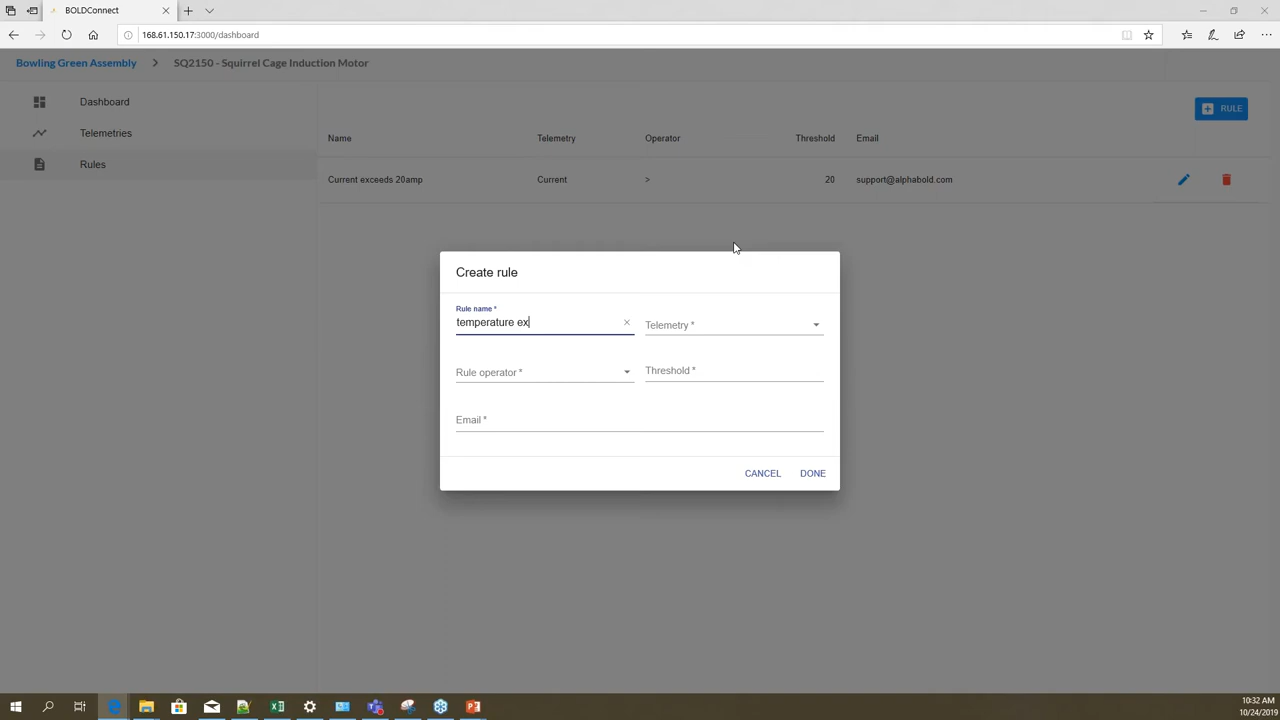 BOLDConnect
168.61.150.17:3000/dashboard
Bowling Green Assembly > SQ2150 - Squirrel Cage Induction Motor
Dashboard
Telemetries
Rules
RULE
Name Telemetry Operator Threshold Email
Current exceeds 20amp Current > 20 support@alphabold.com
Create rule
Rule name *
temperature ex
Telemetry *
Rule operator *
Threshold *
Email *
CANCEL DONE
10:32 AM
10/24/2019